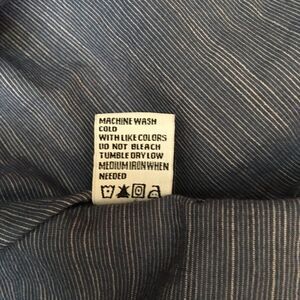 MACHINE WASH
COLD
WITH LIKE COLORS
DO NOT BLEACH
TUMBLE DRY LOW
MEDIUM IRON WHEN
NEEDED